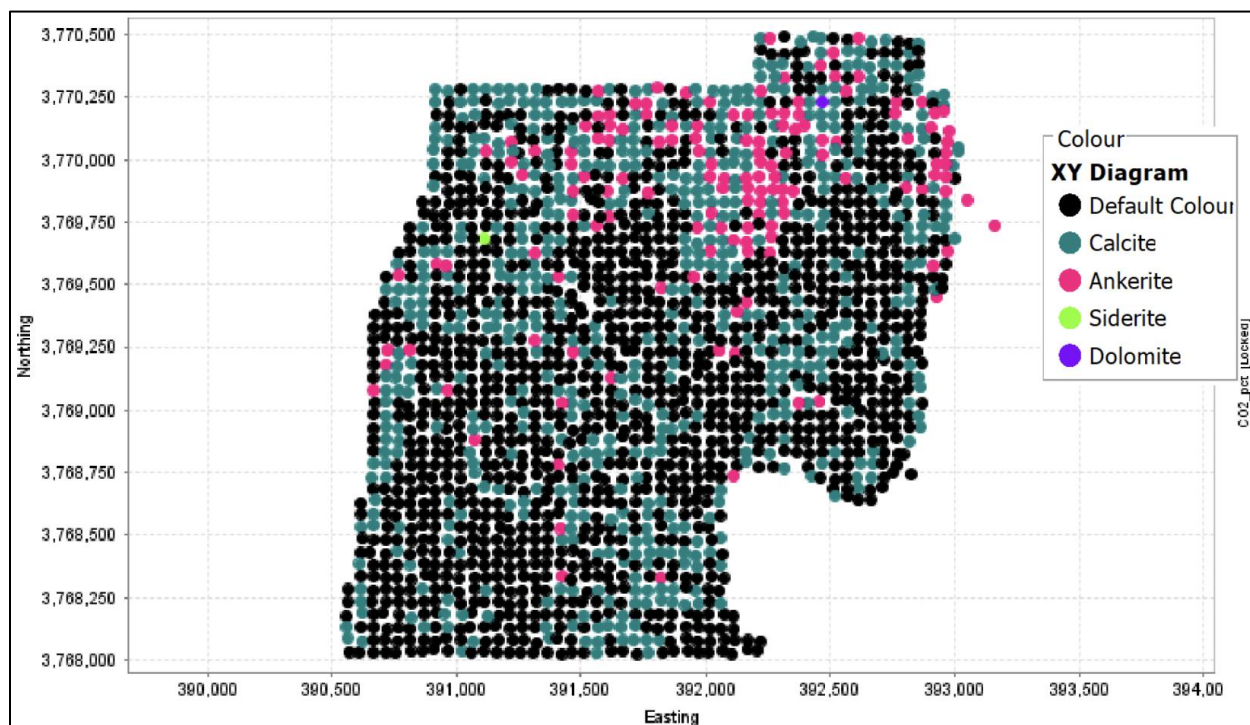 3,770,500
3,770,250
3,770,000
3,769,750
3,769,500
3,769,250
3,769,000
3,768,750
3,768,500
3,768,250
3,768,000
Northing
390,000
390,500
391,000
391,500
392,000
392,500
393,000
393,500
394,00
Easting
Colour
XY Diagram
Default Colour
Calcite
Ankerite
Siderite
Dolomite
CO2_pct [Locked]